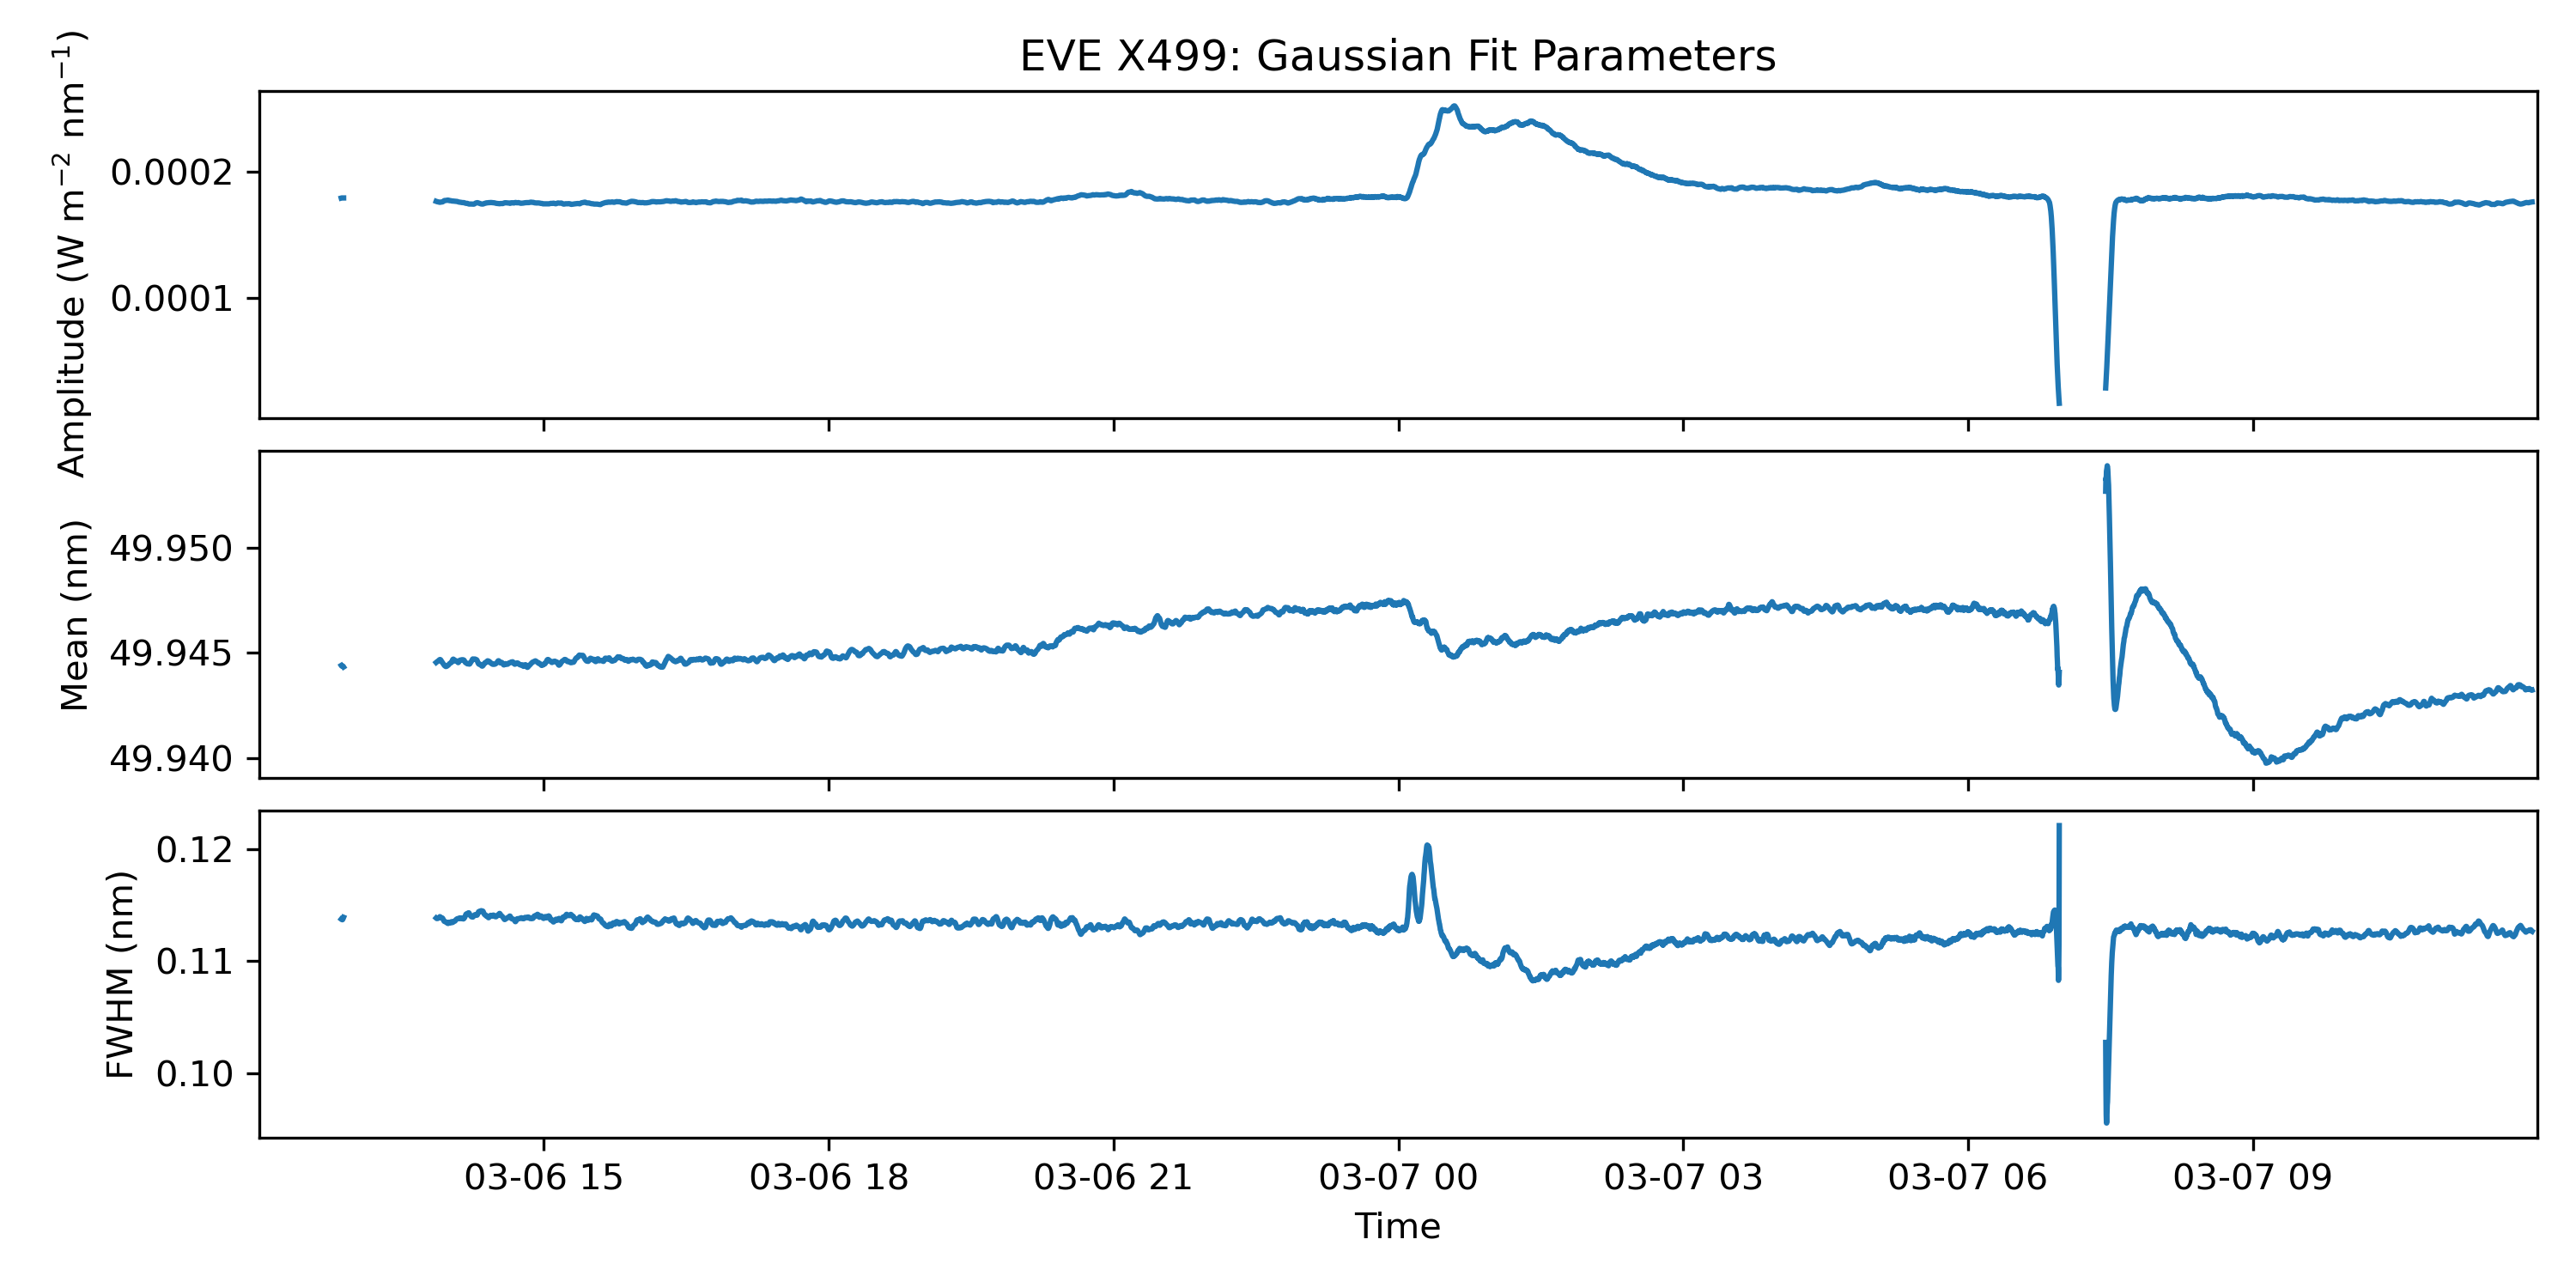 EVE X499: Gaussian Fit Parameters
Amplitude (W m⁻² nm⁻¹)
0.0002
0.0001
Mean (nm)
49.950
49.945
49.940
FWHM (nm)
0.12
0.11
0.10
03-06 15 03-06 18 03-06 21 03-07 00 03-07 03 03-07 06 03-07 09
Time